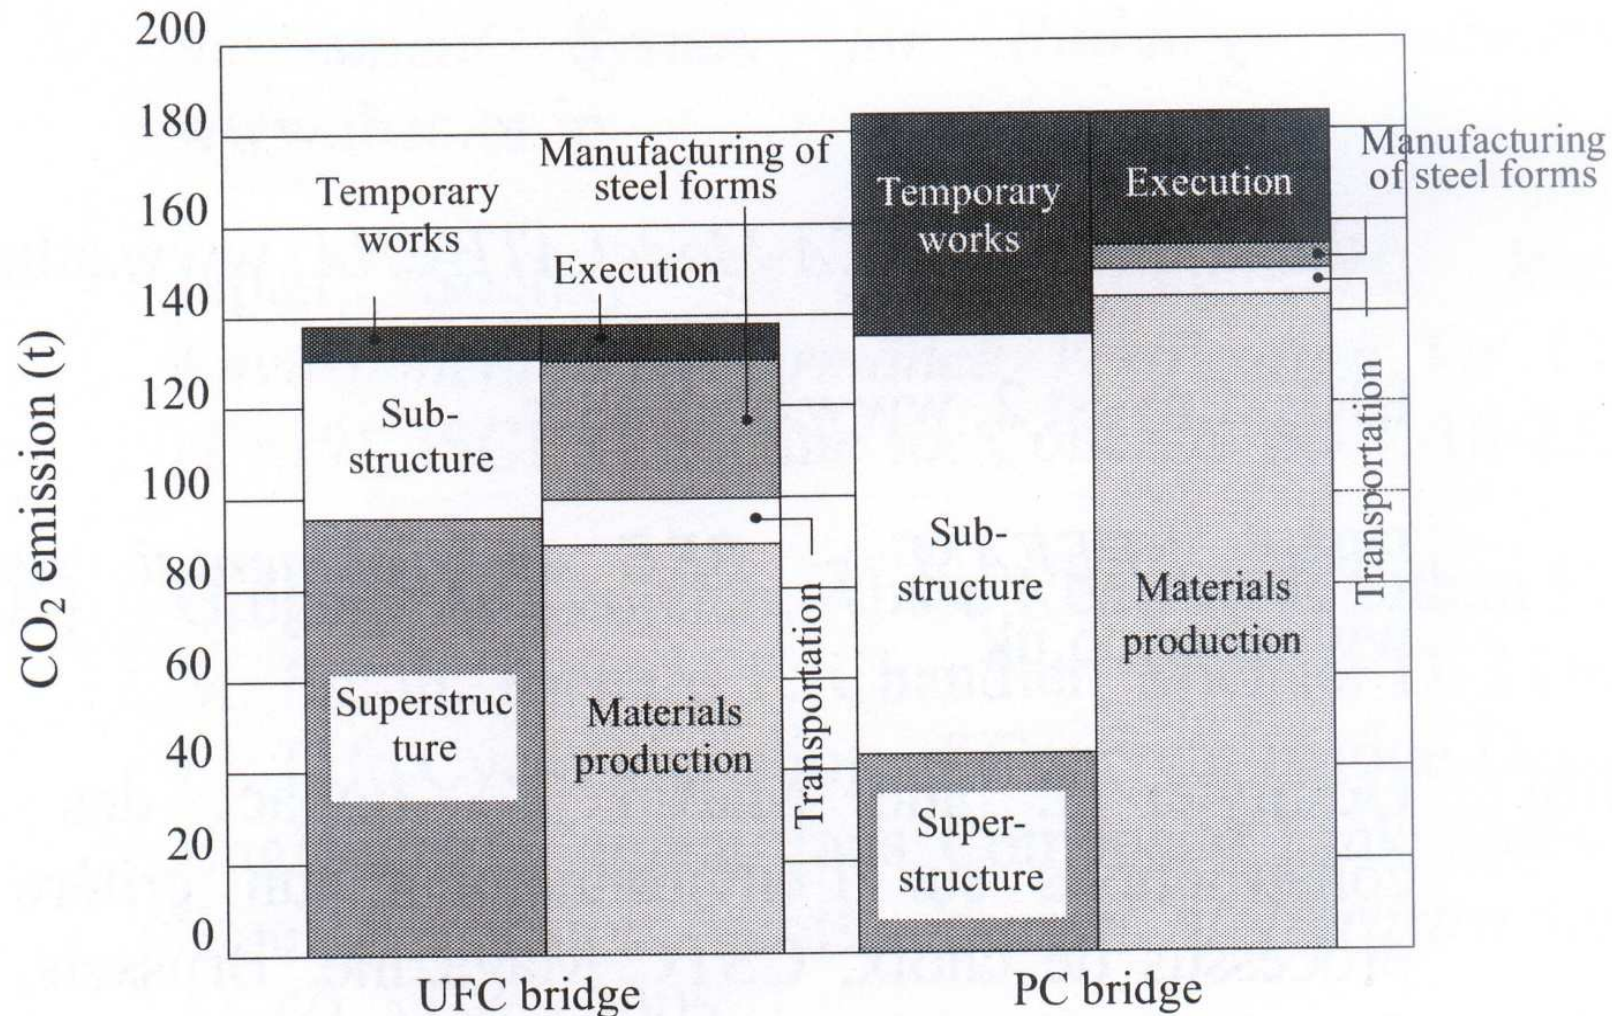 200
180
160
140
120
100
80
60
40
20
0
CO₂ emission (t)
Temporary
works
Manufacturing of
steel forms
Execution
Sub-
structure
Superstruc
ture
Materials
production
Transportation
UFC bridge
Temporary
works
Execution
Manufacturing
of steel forms
Sub-
structure
Materials
production
Transportation
Super-
structure
PC bridge